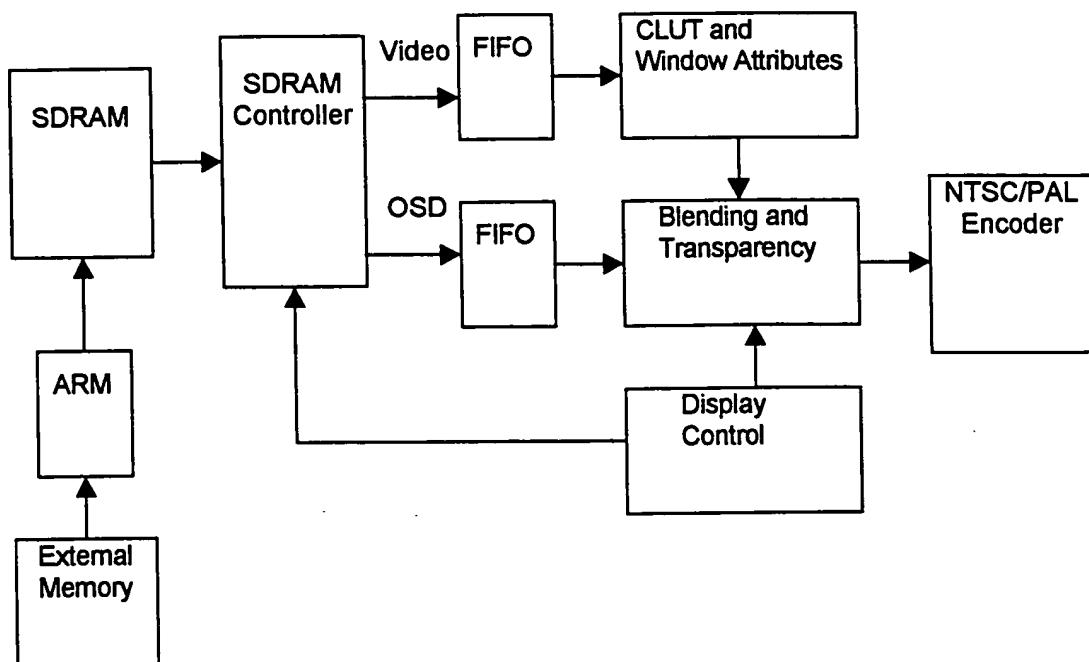 CLUT and
Window Attributes
Video
FIFO
SDRAM
Controller
SDRAM
OSD
FIFO
Blending and
Transparency
NTSC/PAL
Encoder
ARM
Display
Control
External
Memory